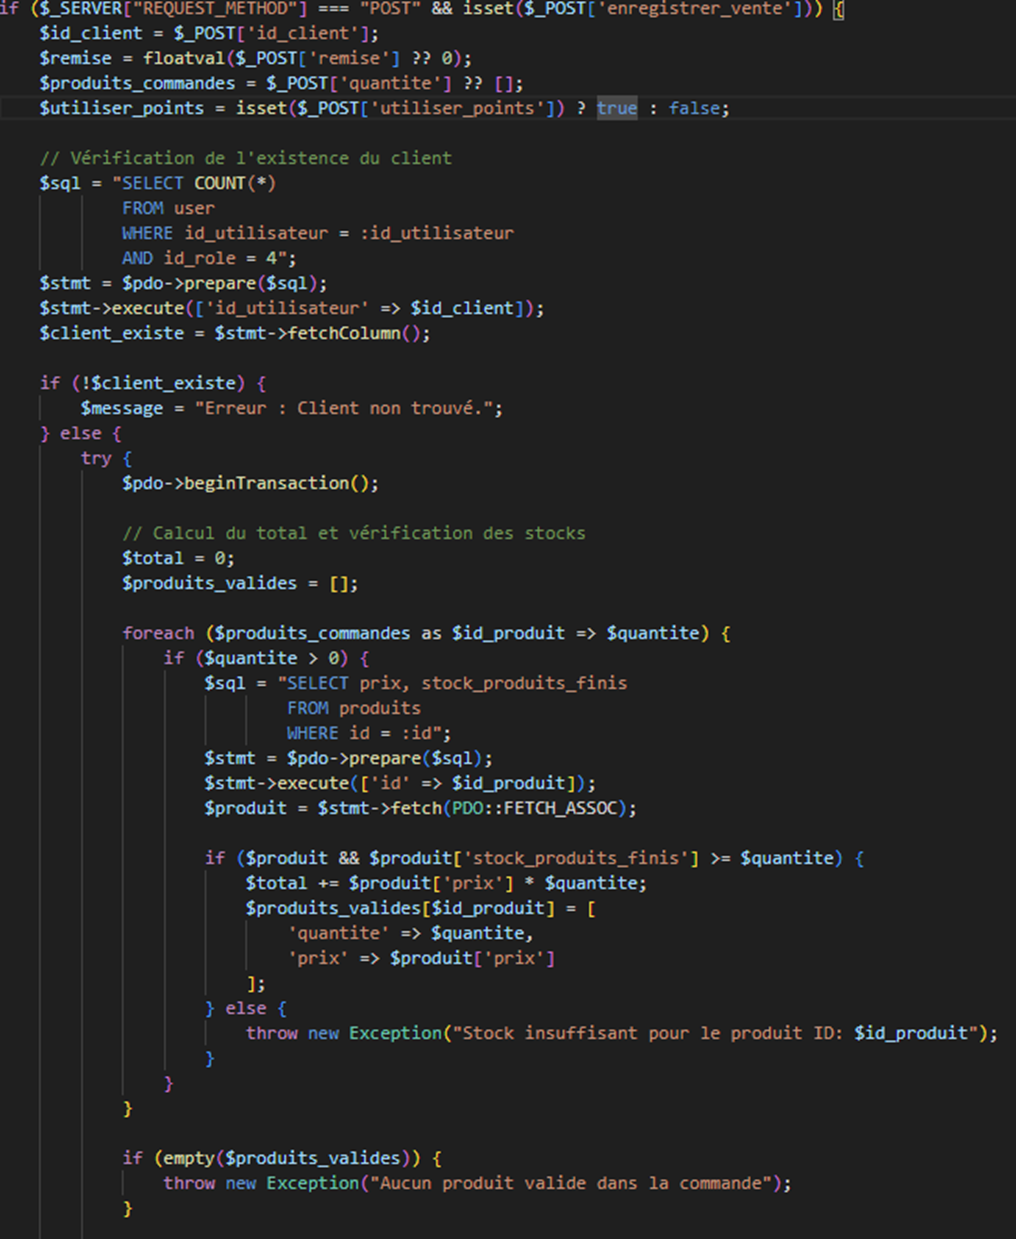 if ($_SERVER["REQUEST_METHOD"] === "POST" && isset($_POST['enregistrer_vente'])) {
    $id_client = $_POST['id_client'];
    $remise = floatval($_POST['remise'] ?? 0);
    $produits_commandes = $_POST['quantite'] ?? [];
    $utiliser_points = isset($_POST['utiliser_points']) ? true : false;

    // Vérification de l'existence du client
    $sql = "SELECT COUNT(*)
            FROM user
            WHERE id_utilisateur = :id_utilisateur
            AND id_role = 4";
    $stmt = $pdo->prepare($sql);
    $stmt->execute(['id_utilisateur' => $id_client]);
    $client_existe = $stmt->fetchColumn();

    if (!$client_existe) {
        $message = "Erreur : Client non trouvé.";
    } else {
        try {
            $pdo->beginTransaction();

            // Calcul du total et vérification des stocks
            $total = 0;
            $produits_valides = [];

            foreach ($produits_commandes as $id_produit => $quantite) {
                if ($quantite > 0) {
                    $sql = "SELECT prix, stock_produits_finis
                            FROM produits
                            WHERE id = :id";
                    $stmt = $pdo->prepare($sql);
                    $stmt->execute(['id' => $id_produit]);
                    $produit = $stmt->fetch(PDO::FETCH_ASSOC);

                    if ($produit && $produit['stock_produits_finis'] >= $quantite) {
                        $total += $produit['prix'] * $quantite;
                        $produits_valides[$id_produit] = [
                            'quantite' => $quantite,
                            'prix' => $produit['prix']
                        ];
                    } else {
                        throw new Exception("Stock insuffisant pour le produit ID: $id_produit");
                    }
                }
            }

            if (empty($produits_valides)) {
                throw new Exception("Aucun produit valide dans la commande");
            }